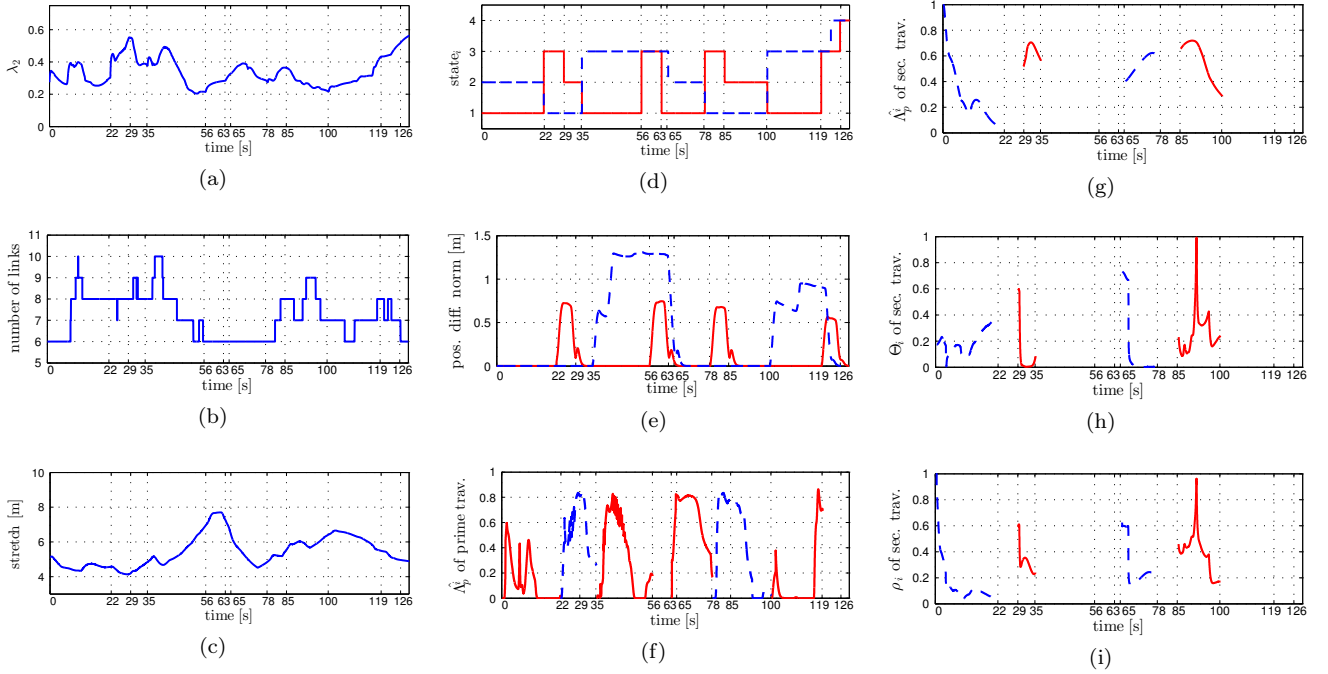 0.6
0.4
0.2
0
λ₂
0 22 29 35 56 63 65 78 85 100 119 126
time [s]
(a)
4
3
2
1
state_i
0 22 29 35 56 63 65 78 85 100 119 126
time [s]
(d)
1
0.8
0.6
0.4
0.2
0
Λ̂_p^i of sec. trav.
0 22 29 35 56 63 65 78 85 100 119 126
time [s]
(g)
11
10
9
8
7
6
5
number of links
0 22 29 35 56 63 65 78 85 100 119 126
time [s]
(b)
1.5
1
0.5
0
pos. diff. norm [m]
0 22 29 35 56 63 65 78 85 100 119 126
time [s]
(e)
1
0.8
0.6
0.4
0.2
0
Θ_i of sec. trav.
0 22 29 35 56 63 65 78 85 100 119 126
time [s]
(h)
10
8
6
4
stretch [m]
0 22 29 35 56 63 65 78 85 100 119 126
time [s]
(c)
1
0.8
0.6
0.4
0.2
0
Λ̂_p^i of prime trav.
0 22 29 35 56 63 65 78 85 100 119 126
time [s]
(f)
1
0.8
0.6
0.4
0.2
0
ρ_i of sec. trav.
0 22 29 35 56 63 65 78 85 100 119 126
time [s]
(i)